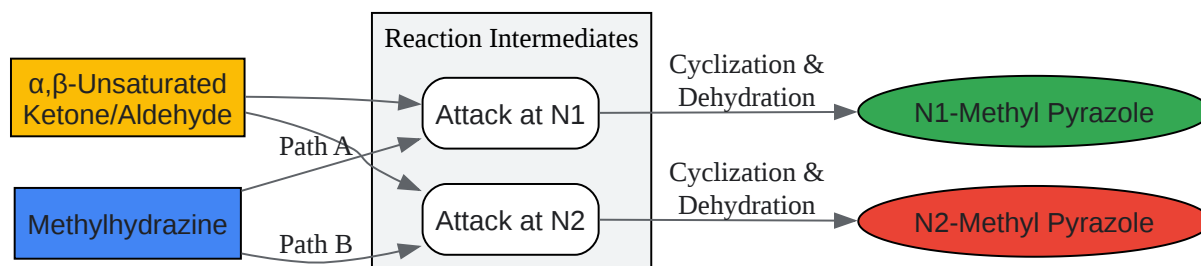 Reaction Intermediates
α,β-Unsaturated
Ketone/Aldehyde
Methylhydrazine
Path A
Path B
Attack at N1
Attack at N2
Cyclization &
Dehydration
Cyclization &
Dehydration
N1-Methyl Pyrazole
N2-Methyl Pyrazole